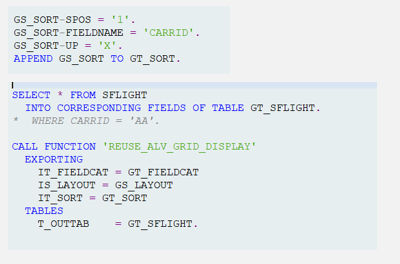 GS_SORT-SPOS = '1'.
GS_SORT-FIELDNAME = 'CARRID'.
GS_SORT-UP = 'X'.
APPEND GS_SORT TO GT_SORT.
SELECT * FROM SFLIGHT
INTO CORRESPONDING FIELDS OF TABLE GT_SFLIGHT.
* WHERE CARRID = 'AA'.
CALL FUNCTION 'REUSE_ALV_GRID_DISPLAY'
EXPORTING
IT_FIELDCAT = GT_FIELDCAT
IS_LAYOUT = GS_LAYOUT
IT_SORT = GT_SORT
TABLES
T_OUTTAB = GT_SFLIGHT.